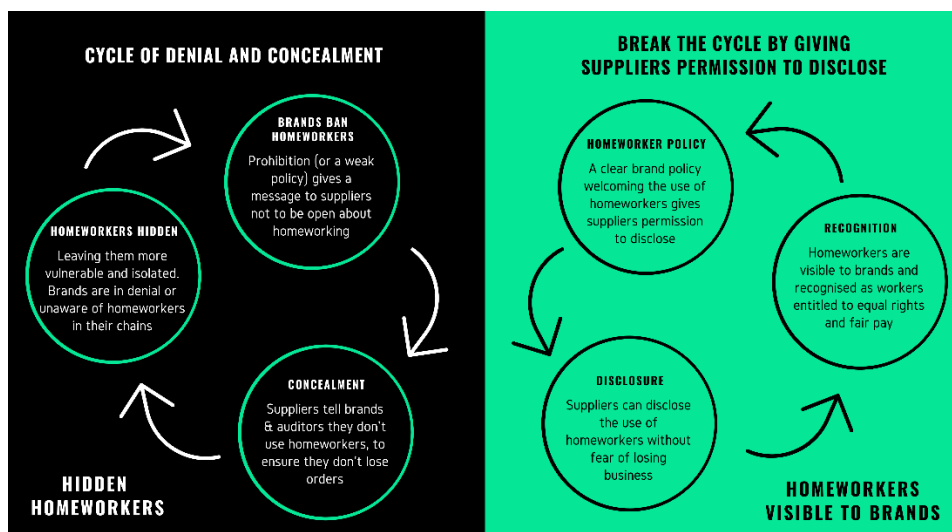 CYCLE OF DENIAL AND CONCEALMENT
BRANDS BAN
HOMEWORKERS
Prohibition (or a weak
policy) gives a
message to suppliers
not to be open about
homeworking
HOMEWORKERS HIDDEN
Leaving them more
vulnerable and isolated.
Brands are in denial or
unaware of homeworkers
in their chains
CONCEALMENT
Suppliers tell brands
& auditors they don't
use homeworkers, to
ensure they don't lose
orders
HIDDEN
HOMEWORKERS
BREAK THE CYCLE BY GIVING
SUPPLIERS PERMISSION TO DISCLOSE
HOMEWORKER POLICY
A clear brand policy
welcoming the use of
homeworkers gives
suppliers permission
to disclose
RECOGNITION
Homeworkers are
visible to brands and
recognised as workers
entitled to equal rights
and fair pay
DISCLOSURE
Suppliers can disclose
the use of
homeworkers without
fear of losing
business
HOMEWORKERS
VISIBLE TO BRANDS